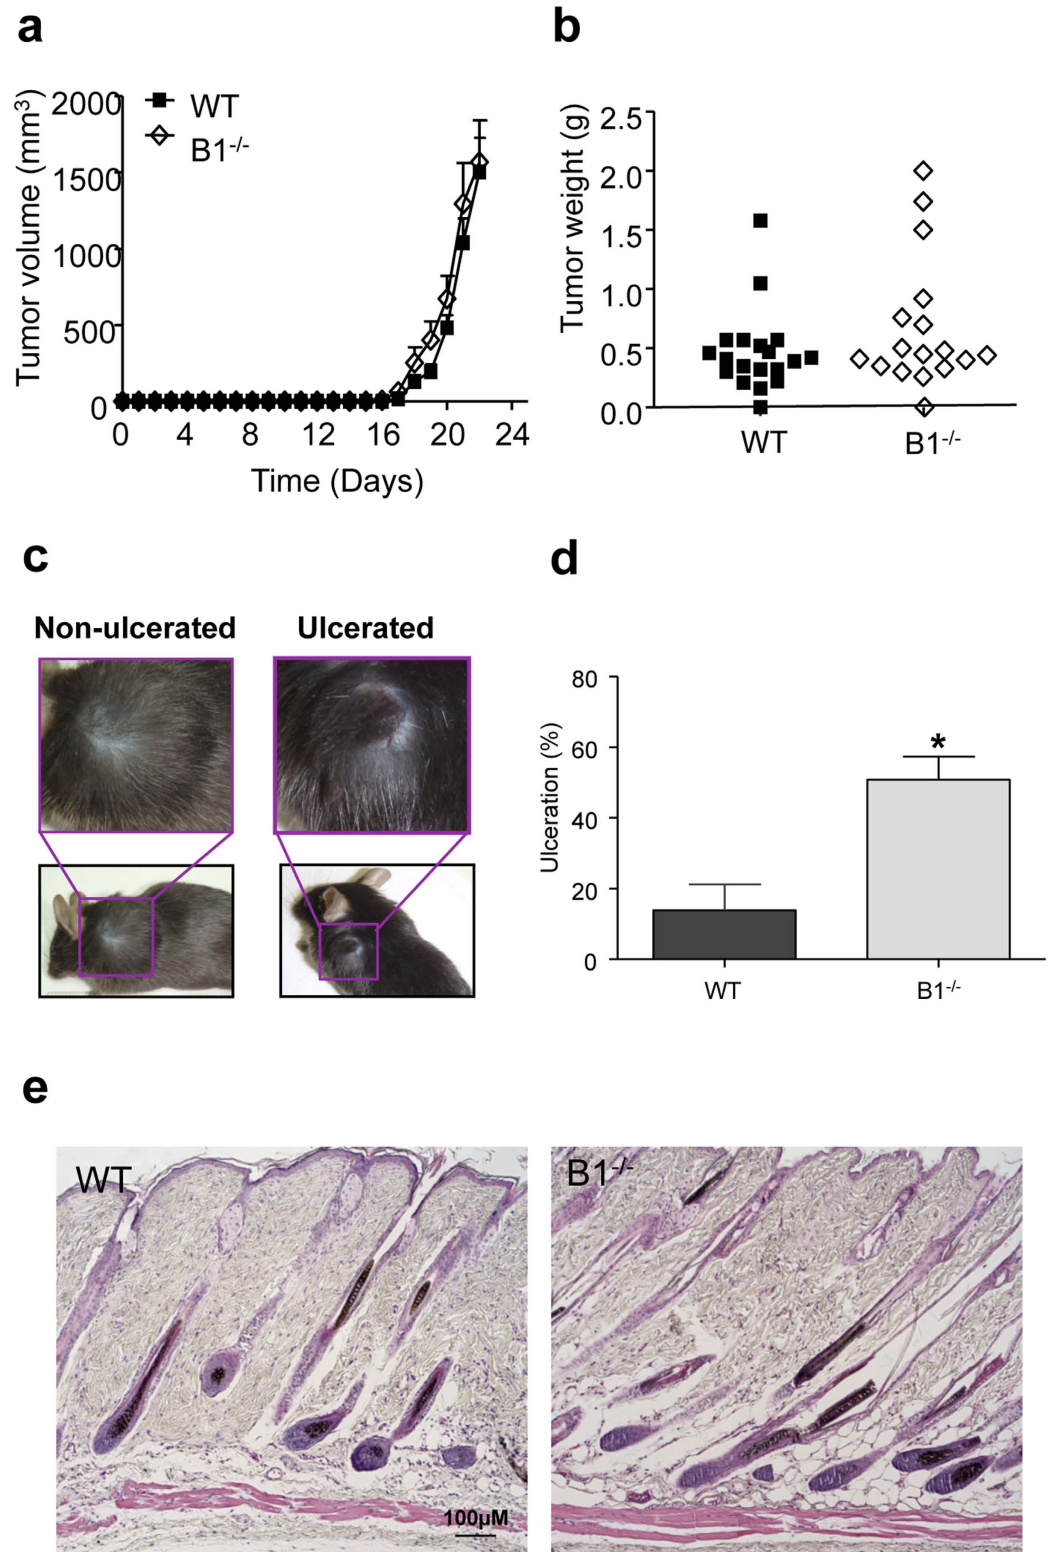 a
Tumor volume (mm³)
2000
1500
1000
500
0
WT
B1-/-
0 4 8 12 16 20 24
Time (Days)
b
Tumor weight (g)
2.5
2.0
1.5
1.0
0.5
0.0
WT B1-/-
c
Non-ulcerated Ulcerated
d
Ulceration (%)
80
60
40
20
0
*
WT B1-/-
e
WT
100µM
B1-/-